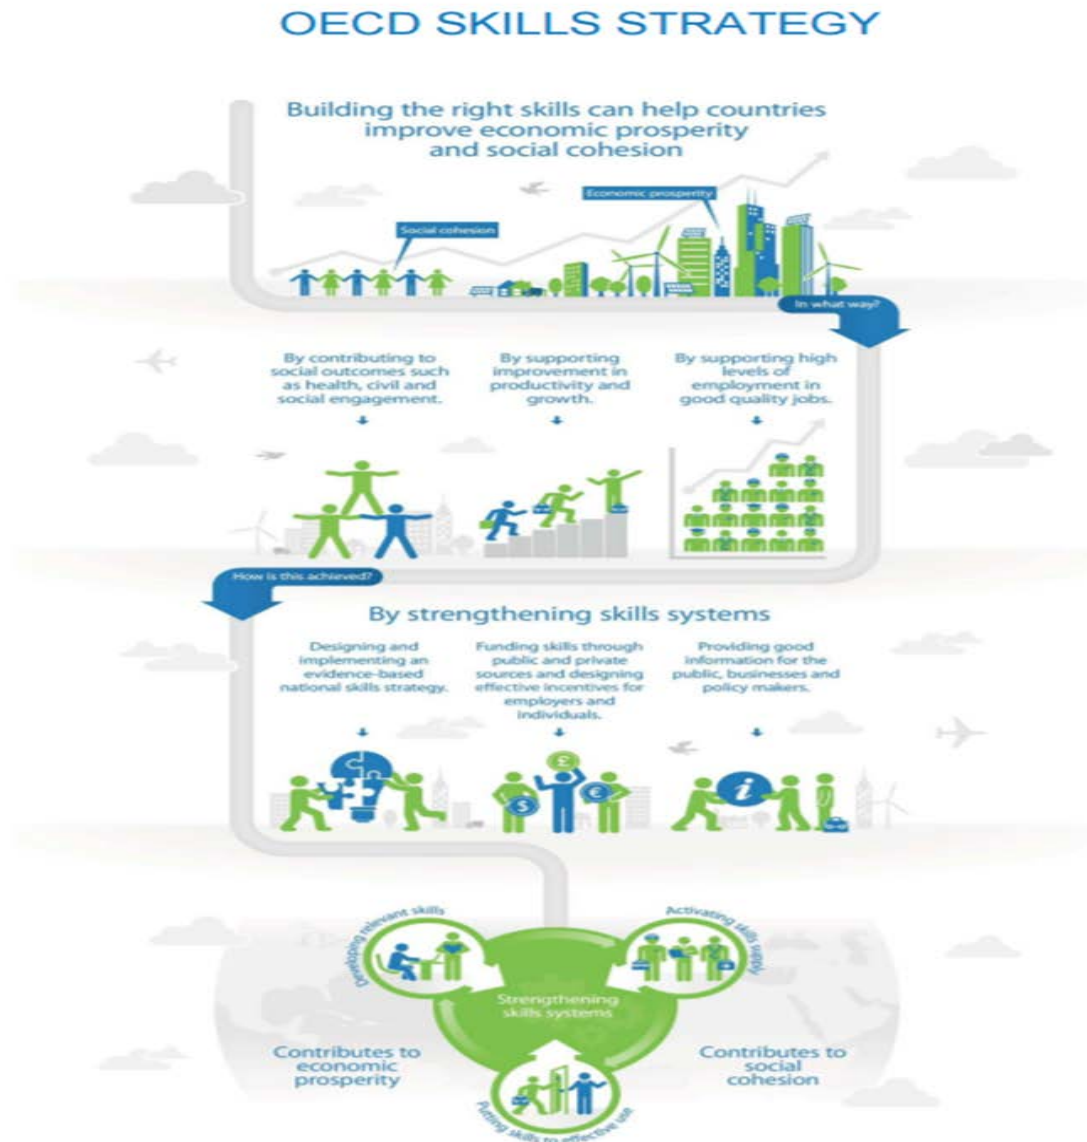 OECD SKILLS STRATEGY
Building the right skills can help countries
improve economic prosperity
and social cohesion
Economic prosperity
Social cohesion
In what way?
By contributing to
social outcomes such
as health, civil and
social engagement.
By supporting
improvement in
productivity and
growth.
By supporting high
levels of
employment in
good quality jobs.
How is this achieved?
By strengthening skills systems
Designing and
implementing an
evidence-based
national skills strategy.
Funding skills through
public and private
sources and designing
effective incentives for
employers and
individuals.
Providing good
information for the
public, businesses and
policy makers.
£
$
€
i
Developing relevant skills
Activating skills supply
Strengthening
skills systems
Contributes to
economic
prosperity
Contributes to
social
cohesion
Putting skills to effective use